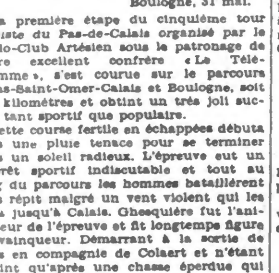 Boulogne, 31 mai.
a première étape du cinquième tour
iste du Pas-de-Calais organisé par le
lo-Club Artésien sous le patronage de
re excellent confrère « Le Télé-
mme », s'est courue sur le parcours
as-Saint-Omer-Calais et Boulogne, soit
kilomètres et obtint un très joli suc-
tant sportif que populaire.
ette course fertile en échappées débuta
s une pluie tenace pour se terminer
s un soleil radieux. L'épreuve eut un
rêt sportif indiscutable et tout au
g du parcours les hommes bataillèrent
s répit malgré un vent violent qui les
a jusqu'à Calais. Ghesquière fut l'ani-
eur de l'épreuve et fit longtemps figure
vainqueur. Démarrant à la sortie de
s en compagnie de Colaert et n'étant
int qu'après une chasse éperdue qui